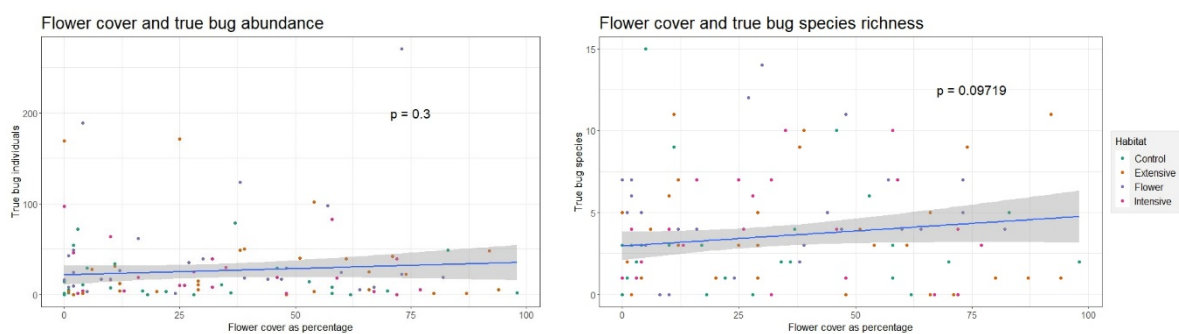 Flower cover and true bug abundance
True bug individuals
200
100
0
p = 0.3
0
25
50
75
100
Flower cover as percentage
Flower cover and true bug species richness
True bug species
15
10
5
0
p = 0.09719
0
25
50
75
100
Flower cover as percentage
Habitat
Control
Extensive
Flower
Intensive